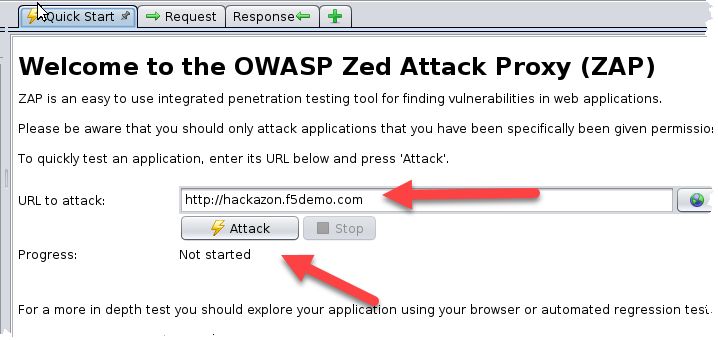 Quick Start Request Response
Welcome to the OWASP Zed Attack Proxy (ZAP)
ZAP is an easy to use integrated penetration testing tool for finding vulnerabilities in web applications.
Please be aware that you should only attack applications that you have been specifically been given
To quickly test an application, enter its URL below and press 'Attack'.
URL to attack: http://hackazon.f5demo.com
Attack Stop
Progress: Not started
For a more in depth test you should explore your application using your browser or automated regression